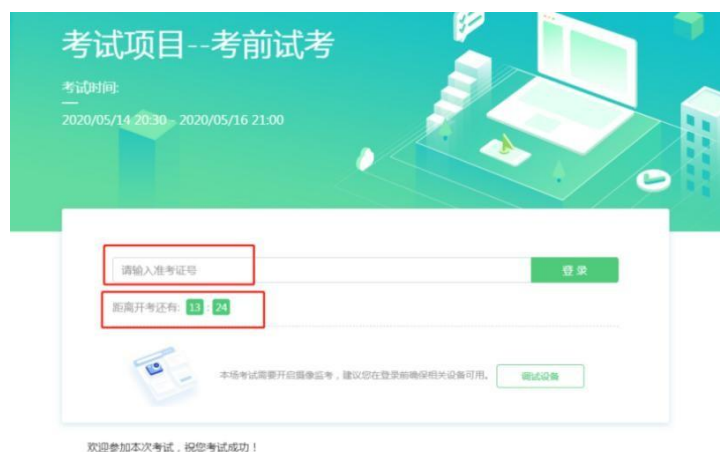 考试项目--考前试考
考试时间:
2020/05/14 20:30 - 2020/05/16 21:00
请输入准考证号
登录
距离开考还有: 13 : 24
本场考试需要开启摄像监考，建议您在登录前确保相关设备可用。
调试设备
欢迎参加本次考试，祝您考试成功！